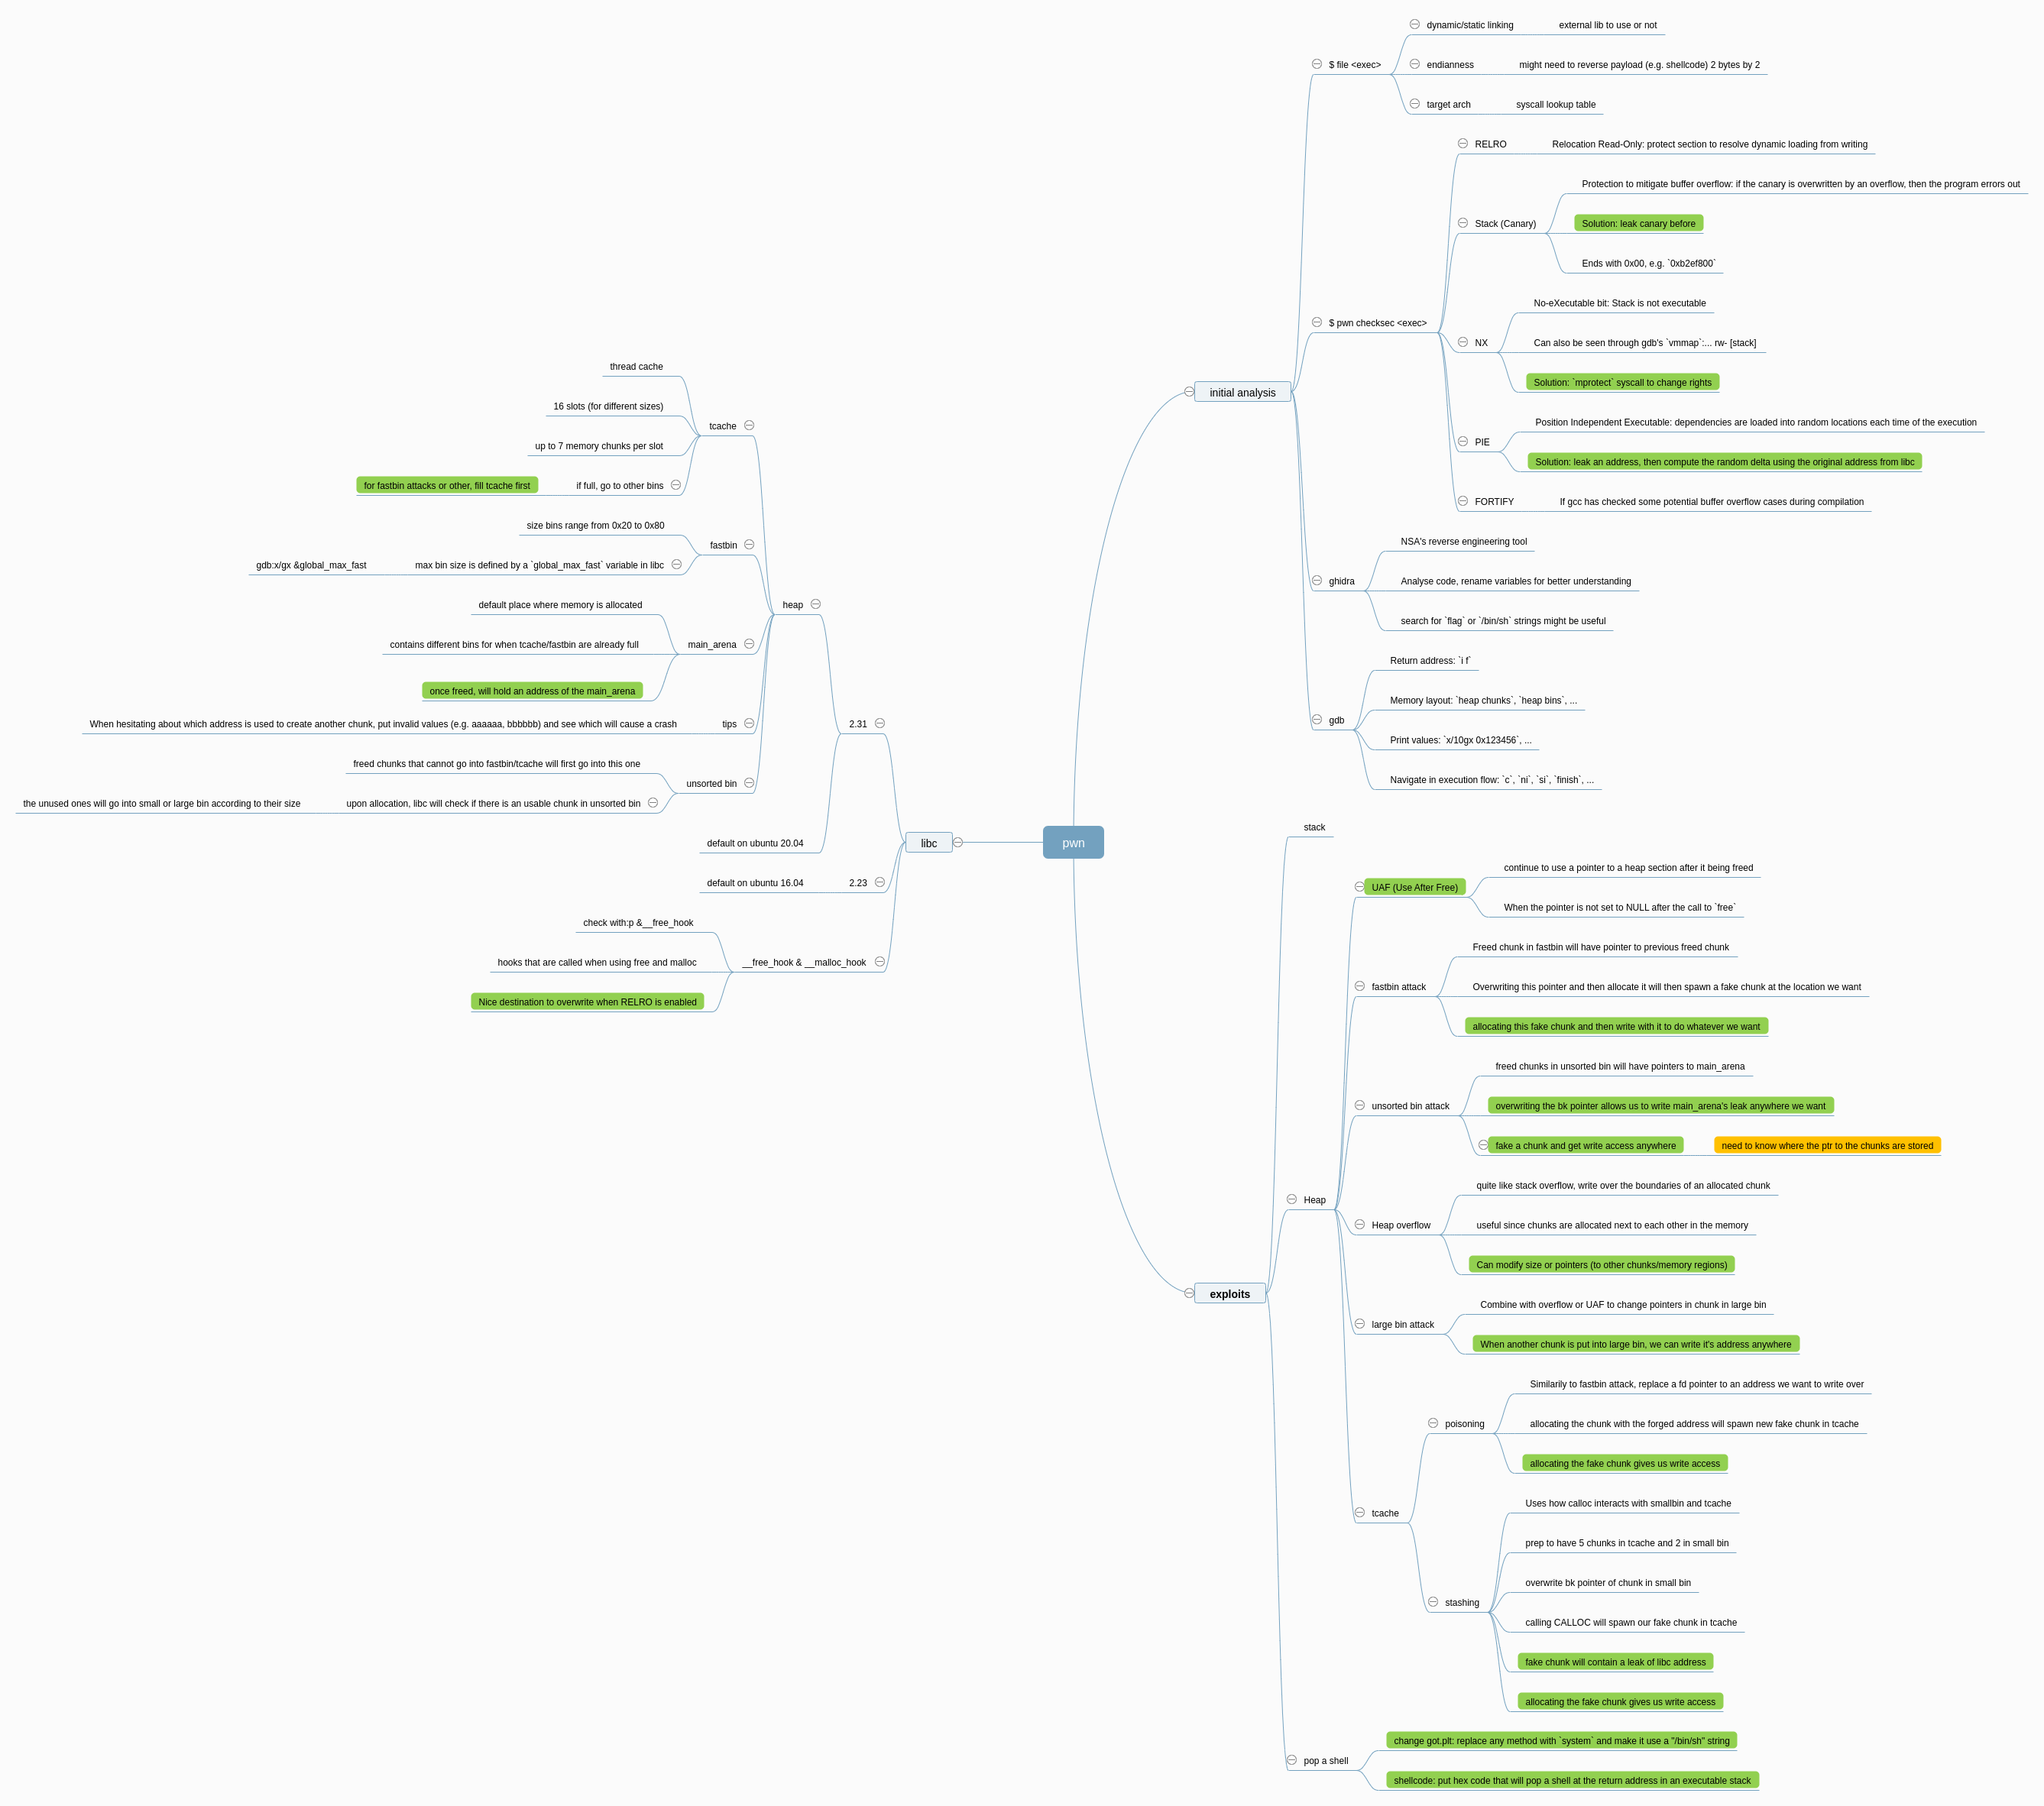 pwn
initial analysis
$ file <exec>
dynamic/static linking
external lib to use or not
endianness
might need to reverse payload (e.g. shellcode) 2 bytes by 2
target arch
syscall lookup table
$ pwn checksec <exec>
RELRO
Relocation Read-Only: protect section to resolve dynamic loading from writing
Stack (Canary)
Protection to mitigate buffer overflow: if the canary is overwritten by an overflow, then the program errors out
Solution: leak canary before
Ends with 0x00, e.g. `0xb2ef800`
NX
No-eXecutable bit: Stack is not executable
Can also be seen through gdb's `vmmap`:... rw- [stack]
Solution: `mprotect` syscall to change rights
PIE
Position Independent Executable: dependencies are loaded into random locations each time of the execution
Solution: leak an address, then compute the random delta using the original address from libc
FORTIFY
If gcc has checked some potential buffer overflow cases during compilation
ghidra
NSA's reverse engineering tool
Analyse code, rename variables for better understanding
search for `flag` or `/bin/sh` strings might be useful
gdb
Return address: `i f`
Memory layout: `heap chunks`, `heap bins`, ...
Print values: `x/10gx 0x123456`, ...
Navigate in execution flow: `c`, `ni`, `si`, `finish`, ...
exploits
stack
Heap
UAF (Use After Free)
continue to use a pointer to a heap section after it being freed
When the pointer is not set to NULL after the call to `free`
fastbin attack
Freed chunk in fastbin will have pointer to previous freed chunk
Overwriting this pointer and then allocate it will then spawn a fake chunk at the location we want
allocating this fake chunk and then write with it to do whatever we want
unsorted bin attack
freed chunks in unsorted bin will have pointers to main_arena
overwriting the bk pointer allows us to write main_arena's leak anywhere we want
fake a chunk and get write access anywhere
need to know where the ptr to the chunks are stored
Heap overflow
quite like stack overflow, write over the boundaries of an allocated chunk
useful since chunks are allocated next to each other in the memory
Can modify size or pointers (to other chunks/memory regions)
large bin attack
Combine with overflow or UAF to change pointers in chunk in large bin
When another chunk is put into large bin, we can write it's address anywhere
tcache
poisoning
Similarily to fastbin attack, replace a fd pointer to an address we want to write over
allocating the chunk with the forged address will spawn new fake chunk in tcache
allocating the fake chunk gives us write access
stashing
Uses how calloc interacts with smallbin and tcache
prep to have 5 chunks in tcache and 2 in small bin
overwrite bk pointer of chunk in small bin
calling CALLOC will spawn our fake chunk in tcache
fake chunk will contain a leak of libc address
allocating the fake chunk gives us write access
pop a shell
change got.plt: replace any method with `system` and make it use a "/bin/sh" string
shellcode: put hex code that will pop a shell at the return address in an executable stack
libc
2.31
heap
tcache
thread cache
16 slots (for different sizes)
up to 7 memory chunks per slot
if full, go to other bins
for fastbin attacks or other, fill tcache first
fastbin
size bins range from 0x20 to 0x80
max bin size is defined by a `global_max_fast` variable in libc
gdb:x/gx &global_max_fast
main_arena
default place where memory is allocated
contains different bins for when tcache/fastbin are already full
once freed, will hold an address of the main_arena
tips
When hesitating about which address is used to create another chunk, put invalid values (e.g. aaaaaa, bbbbbb) and see which will cause a crash
unsorted bin
freed chunks that cannot go into fastbin/tcache will first go into this one
upon allocation, libc will check if there is an usable chunk in unsorted bin
the unused ones will go into small or large bin according to their size
default on ubuntu 20.04
2.23
default on ubuntu 16.04
__free_hook & __malloc_hook
check with:p &__free_hook
hooks that are called when using free and malloc
Nice destination to overwrite when RELRO is enabled